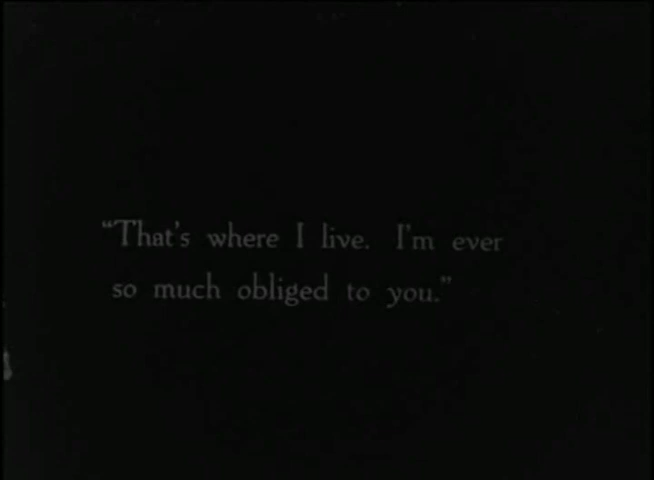 “That's where I live. I'm ever
so much obliged to you.”